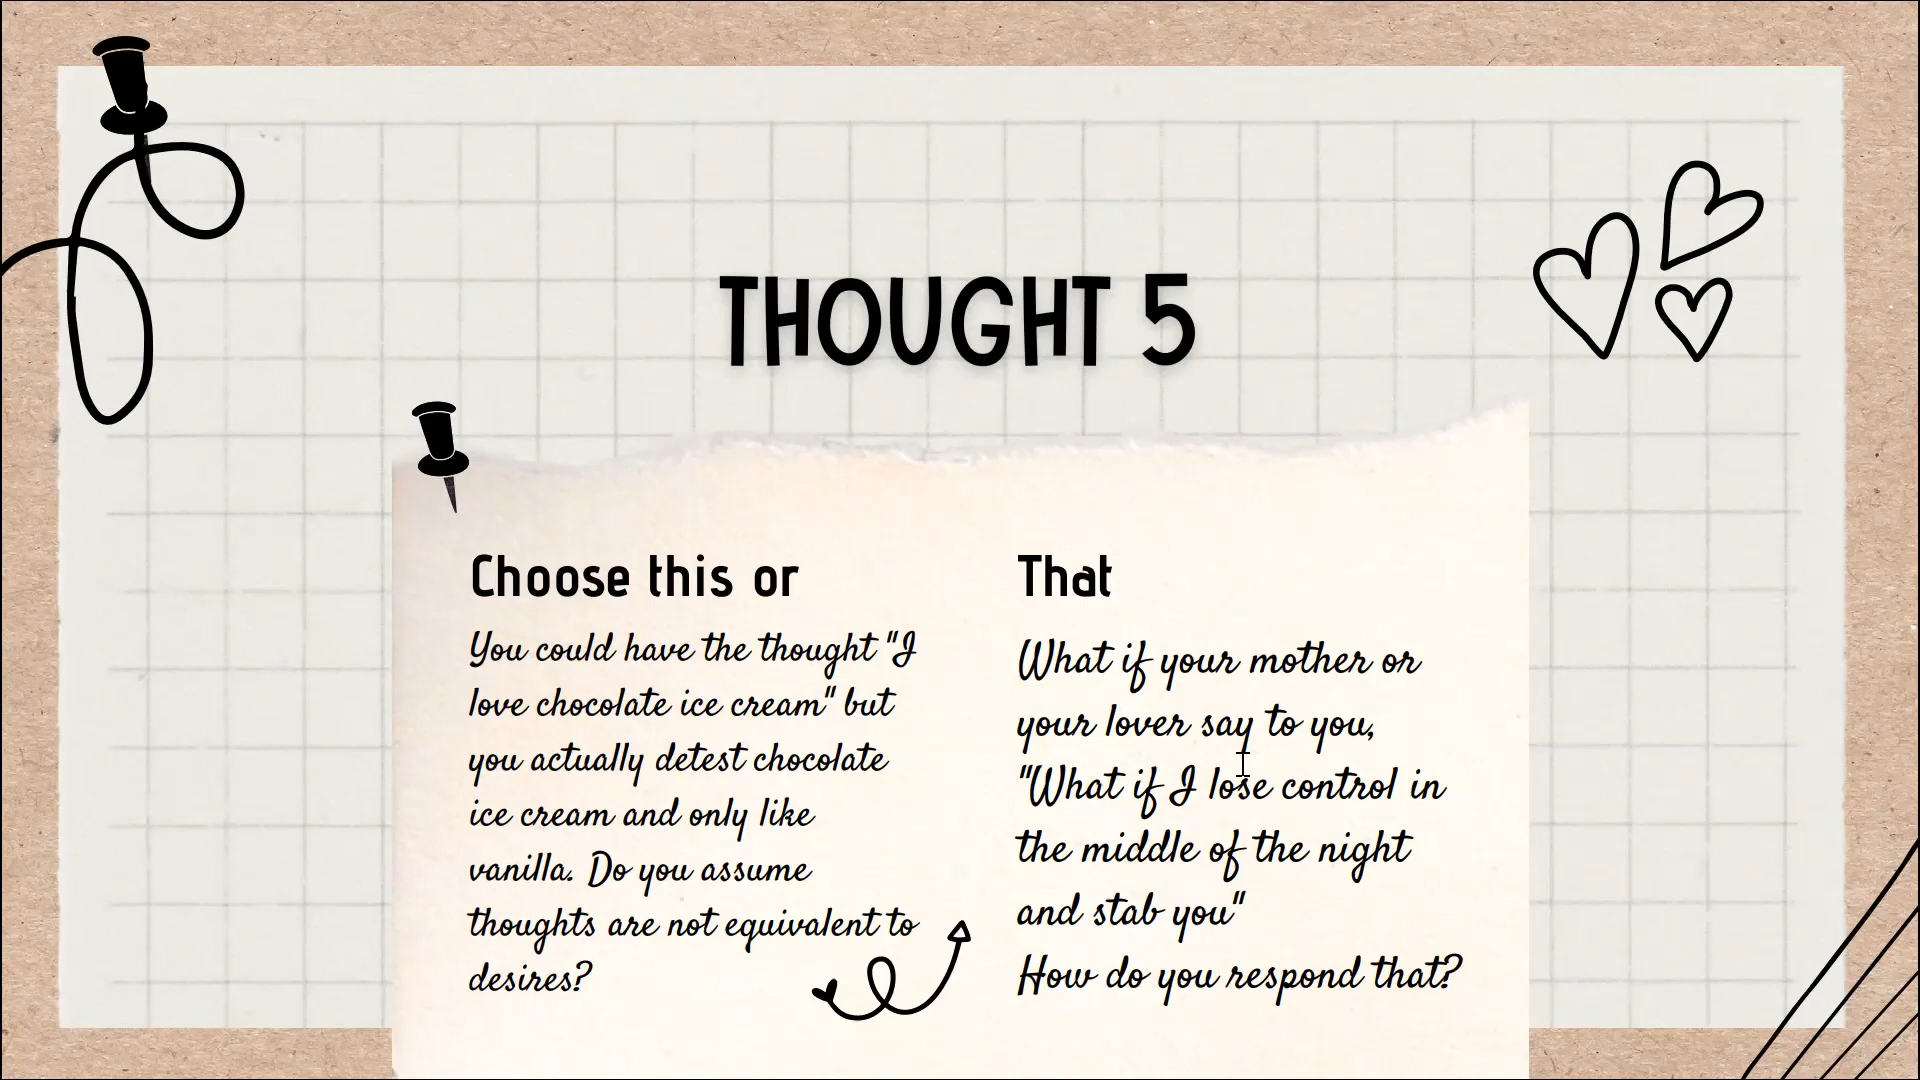 THOUGHT 5
Choose this or
You could have the thought "I
love chocolate ice cream" but
you actually detest chocolate
ice cream and only like
vanilla. Do you assume
thoughts are not equivalent to
desires?
That
What if your mother or
your lover say to you,
"What if I lose control in
the middle of the night
and stab you"
How do you respond that?